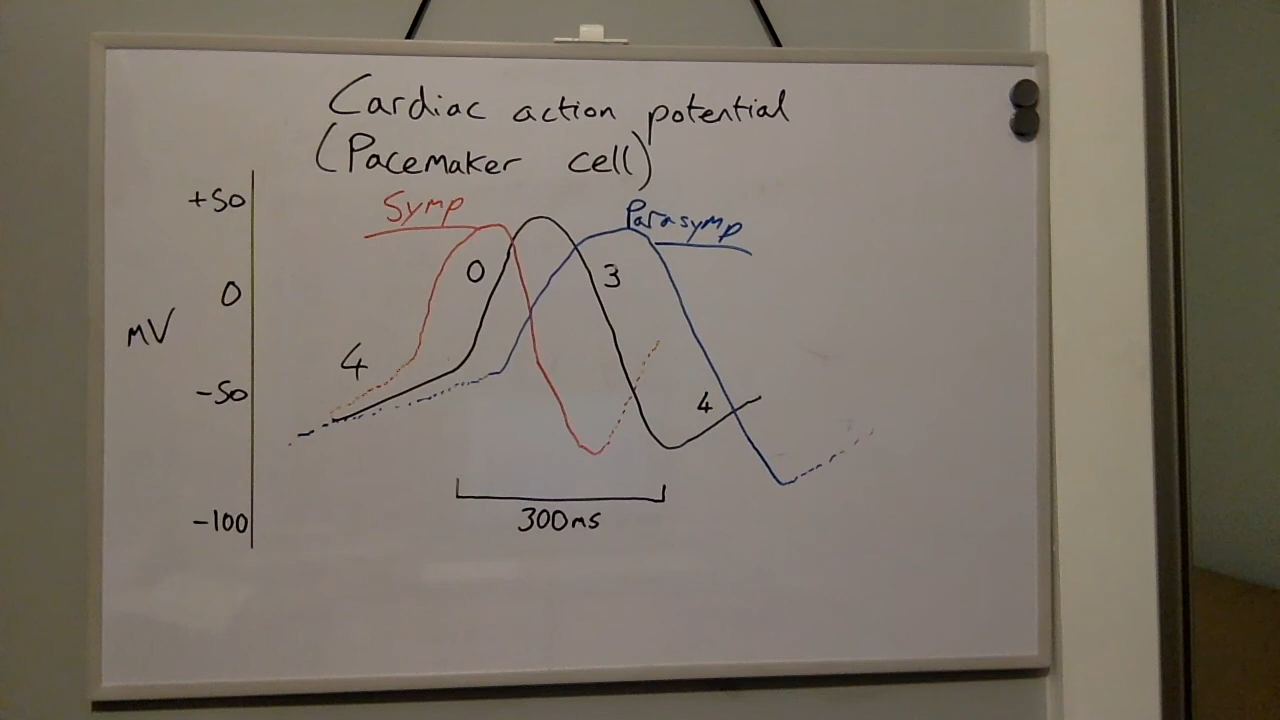 Cardiac action potential
(Pacemaker cell)
+50
Symp
Parasymp
0
3
0
MV
4
-50
4
-100
300ms